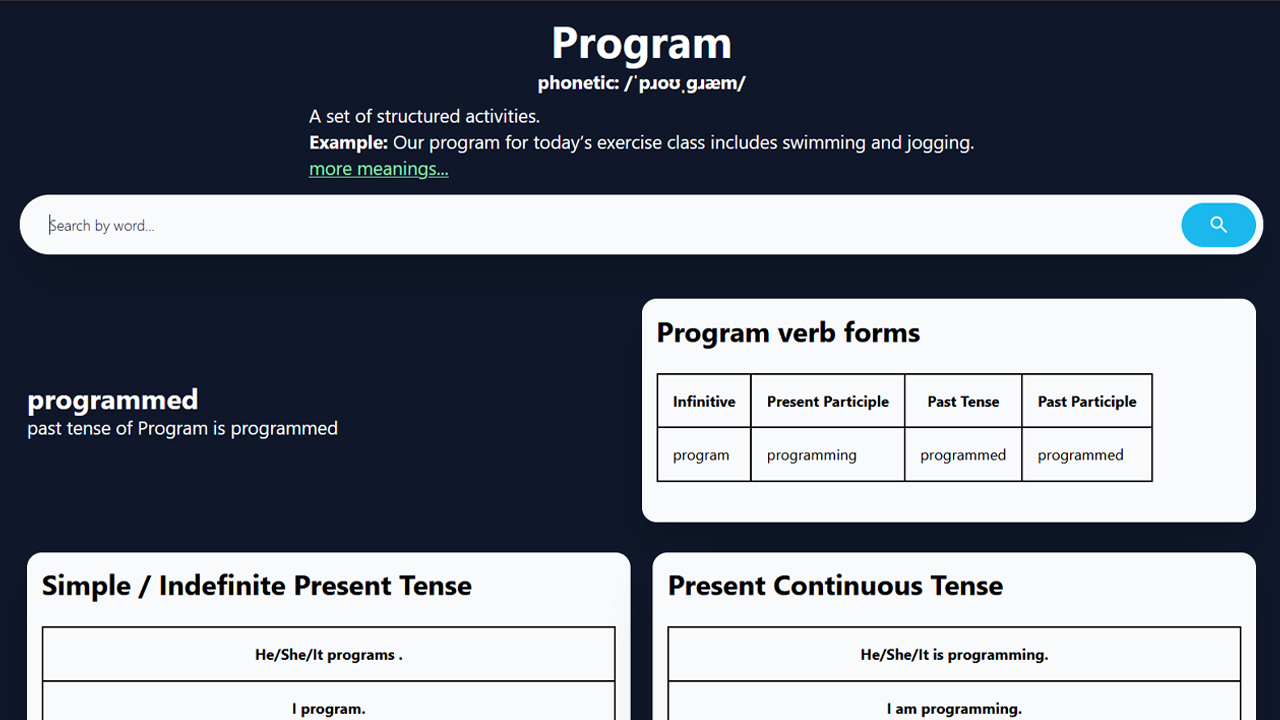 Program
phonetic: /ˈpɹoʊˌɡɹæm/
A set of structured activities.
Example: Our program for today’s exercise class includes swimming and jogging.
more meanings...
Search by word...
programmed
past tense of Program is programmed
Program verb forms
Infinitive Present Participle Past Tense Past Participle
program programming programmed programmed
Simple / Indefinite Present Tense
He/She/It programs .
I program.
Present Continuous Tense
He/She/It is programming.
I am programming.